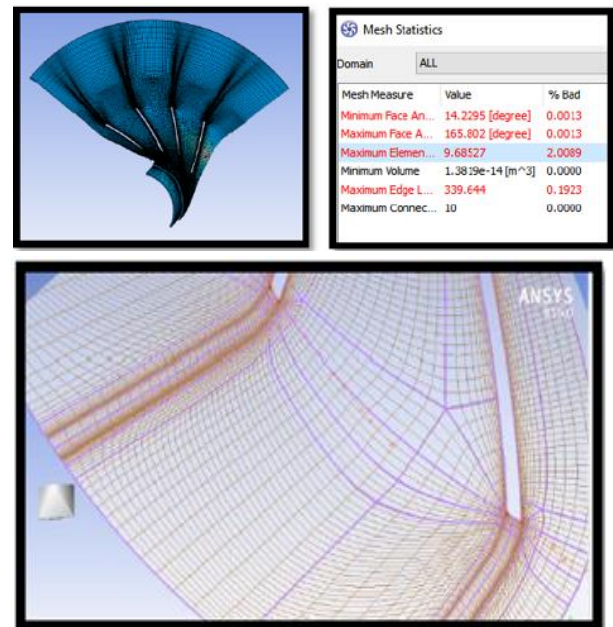 Mesh Statistics
Domain ALL
Mesh Measure Value % Bad
Minimum Face An... 14.2295 [degree] 0.0013
Maximum Face A... 165.802 [degree] 0.0013
Maximum Elemen... 9.68527 2.0089
Minimum Volume 1.3819e-14 [m^3] 0.0000
Maximum Edge L... 339.644 0.1923
Maximum Connec... 10 0.0000
ANSYS